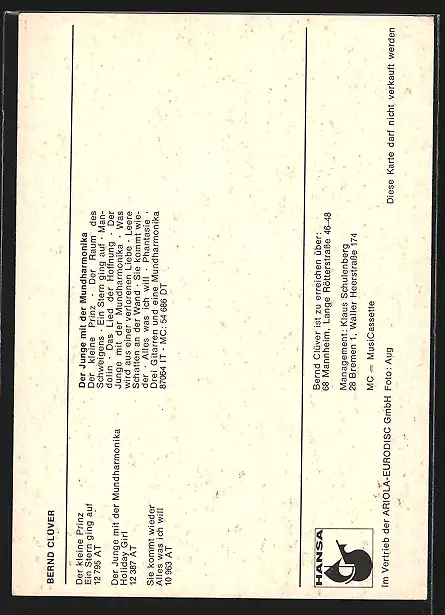 BERND CLÜVER
Der kleine Prinz
Ein Stern ging auf
12 795 AT
Der Junge mit der Mundharmonika
Holiday Girl
12 387 AT
Sie kommt wieder
Alles was ich will
10 963 AT
Der Junge mit der Mundharmonika
Der kleine Prinz · Der Raum des
Schweigens · Ein Stern ging auf · Man-
dolin · Das Lied der Hoffnung · Der
Junge mit der Mundharmonika · Was
wird aus einer verlorenen Liebe · Leere
Schatten an der Wand · Sie kommt wie-
der · Alles was ich will · Phantasie ·
Drei Gitarren und eine Mundharmonika
87064 IT · MC: 54 686 DT
HANSA
Bernd Clüver ist zu erreichen über:
68 Mannheim, Lange Rötterstraße 46-48
Management: Klaus Schulenberg
28 Bremen 1, Waller Heerstraße 174
MC = MusiCassette
Im Vertrieb der ARIOLA-EURODISC GmbH Foto: Aug
Diese Karte darf nicht verkauft werden